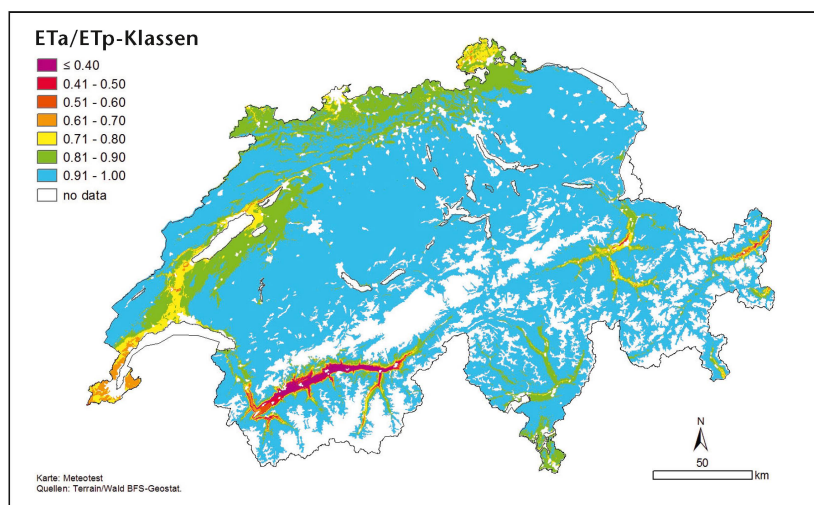 ETa/ETp-Klassen
≤ 0.40
0.41 - 0.50
0.51 - 0.60
0.61 - 0.70
0.71 - 0.80
0.81 - 0.90
0.91 - 1.00
no data
N
50
km
Karte: Meteotest
Quellen: Terrain/Wald BFS-Geostat.